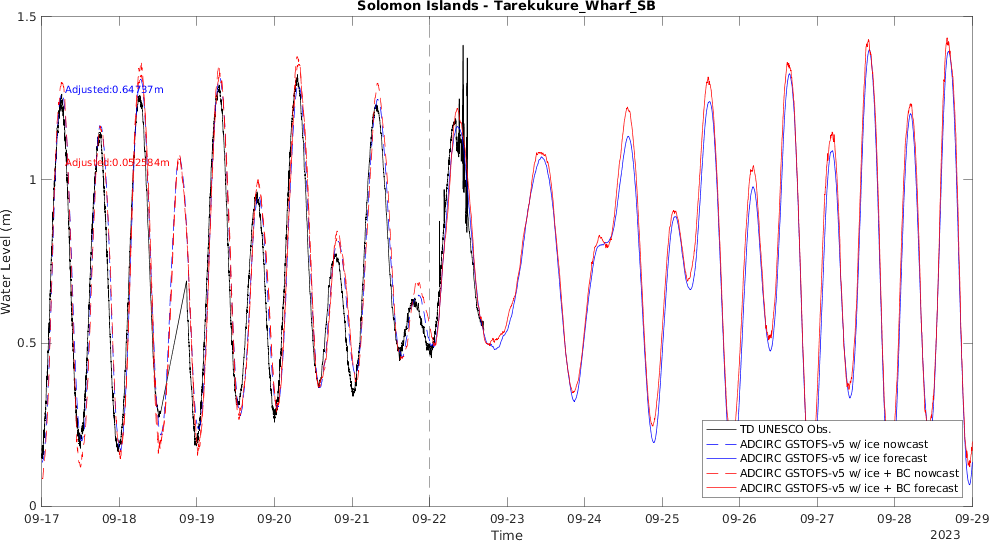 Solomon Islands - Tarekukure_Wharf_SB
1.5
Adjusted:0.64737m
Adjusted:0.052584m
1
Water Level (m)
0.5
TD UNESCO Obs.
ADCIRC GSTOFS-v5 w/ ice nowcast
ADCIRC GSTOFS-v5 w/ ice forecast
ADCIRC GSTOFS-v5 w/ ice + BC nowcast
ADCIRC GSTOFS-v5 w/ ice + BC forecast
0
09-17 09-18 09-19 09-20 09-21 09-22 09-23 09-24 09-25 09-26 09-27 09-28 09-29
Time
2023